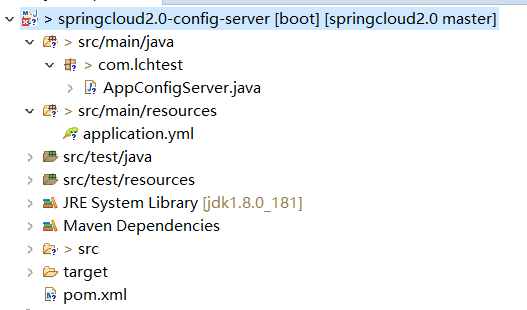 > springcloud2.0-config-server [boot] [springcloud2.0 master]
> src/main/java
> com.lchtest
AppConfigServer.java
> src/main/resources
application.yml
src/test/java
src/test/resources
JRE System Library [jdk1.8.0_181]
Maven Dependencies
> src
target
pom.xml